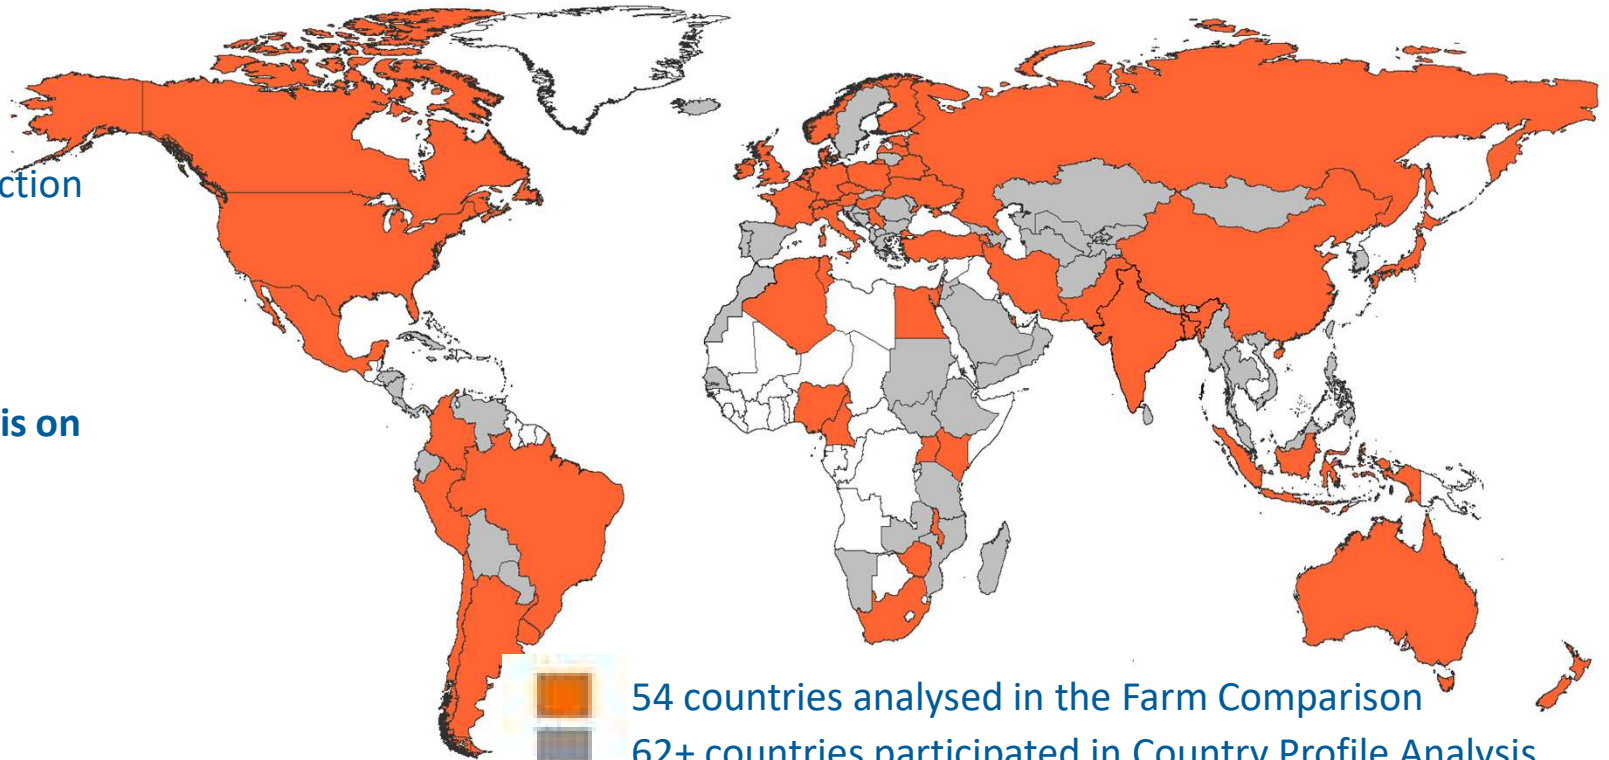 ction
is on
54 countries analysed in the Farm Comparison
62+ countries participated in Country Profile Analysis